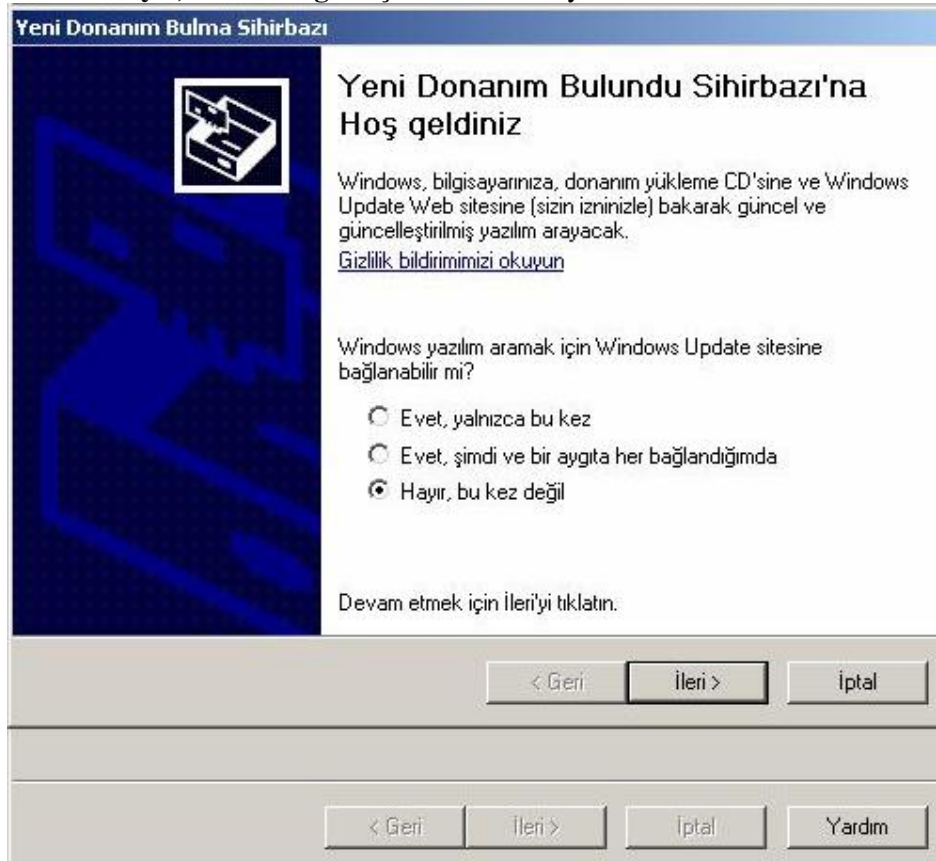 Yeni Donanım Bulma Sihirbazı
Yeni Donanım Bulundu Sihirbazı'na
Hoş geldiniz
Windows, bilgisayarınıza, donanım yükleme CD'sine ve Windows
Update Web sitesine (sizin izninizle) bakarak güncel ve
güncelleştirilmiş yazılım arayacak.
Gizlilik bildirimimizi okuyun
Windows yazılım aramak için Windows Update sitesine
bağlanabilir mi?
Evet, yalnızca bu kez
Evet, şimdi ve bir aygıta her bağlandığımda
Hayır, bu kez değil
Devam etmek için İleri'yi tıklatın.
< Geri İleri > İptal
< Geri İleri > İptal Yardım